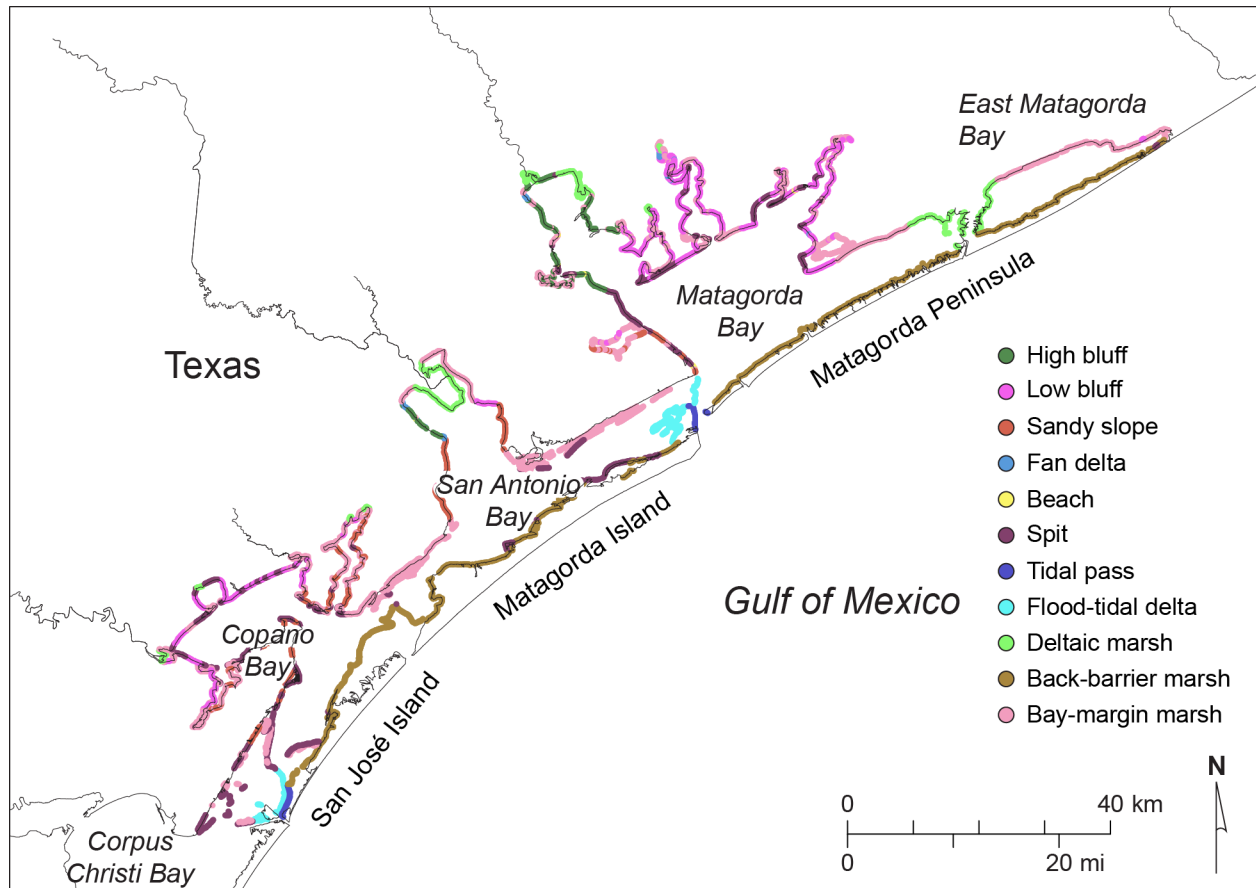 East Matagorda
Bay
Matagorda
Bay
Matagorda Peninsula
Texas
High bluff
Low bluff
Sandy slope
Fan delta
Beach
Spit
Tidal pass
Flood-tidal delta
Deltaic marsh
Back-barrier marsh
Bay-margin marsh
San Antonio
Bay
Matagorda Island
Gulf of Mexico
Copano
Bay
San José Island
Corpus
Christi Bay
N
0 40 km
0 20 mi